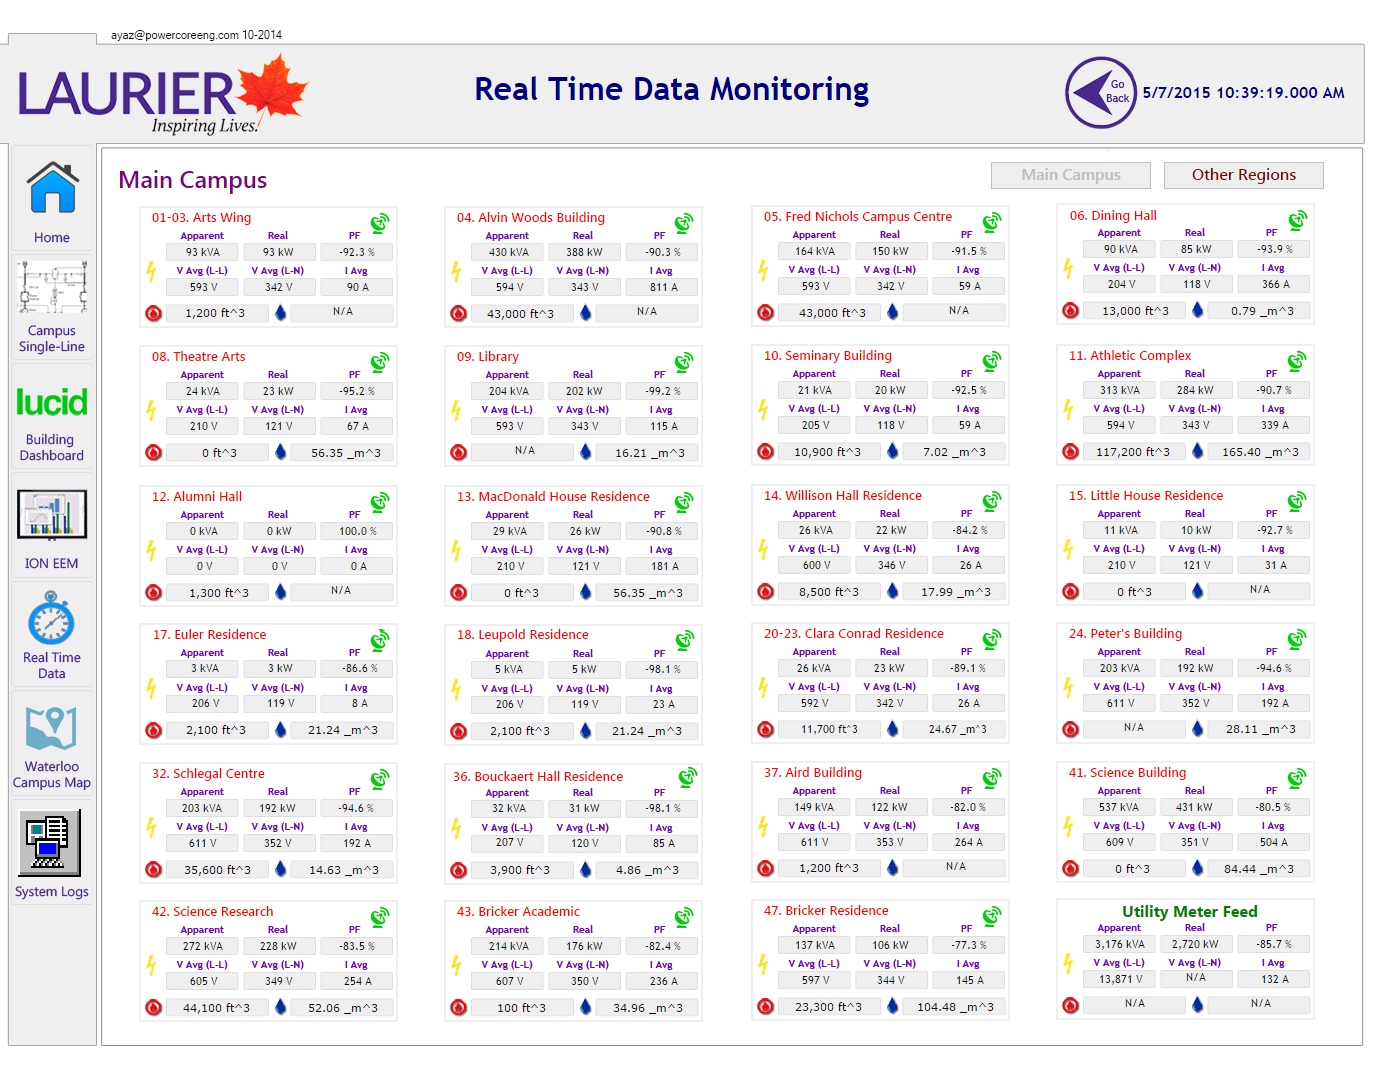 ayaz@powercoreeng.com 10-2014
LAURIER
Inspiring Lives.
Real Time Data Monitoring
Go
Back
5/7/2015 10:39:19.000 AM
Home
Campus
Single-Line
lucid
Building
Dashboard
ION EEM
Real Time
Data
Waterloo
Campus Map
System Logs
Main Campus
Main Campus
Other Regions
01-03. Arts Wing
Apparent Real PF
93 kVA 93 kW -92.3 %
V Avg (L-L) V Avg (L-N) I Avg
593 V 342 V 90 A
1,200 ft^3 N/A
04. Alvin Woods Building
Apparent Real PF
430 kVA 388 kW -90.3 %
V Avg (L-L) V Avg (L-N) I Avg
594 V 343 V 811 A
43,000 ft^3 N/A
05. Fred Nichols Campus Centre
Apparent Real PF
164 kVA 150 kW -91.5 %
V Avg (L-L) V Avg (L-N) I Avg
593 V 342 V 59 A
43,000 ft^3 N/A
06. Dining Hall
Apparent Real PF
90 kVA 85 kW -93.9 %
V Avg (L-L) V Avg (L-N) I Avg
204 V 118 V 366 A
13,000 ft^3 0.79 _m^3
08. Theatre Arts
Apparent Real PF
24 kVA 23 kW -95.2 %
V Avg (L-L) V Avg (L-N) I Avg
210 V 121 V 67 A
0 ft^3 56.35 _m^3
09. Library
Apparent Real PF
204 kVA 202 kW -99.2 %
V Avg (L-L) V Avg (L-N) I Avg
593 V 343 V 115 A
N/A 16.21 _m^3
10. Seminary Building
Apparent Real PF
21 kVA 20 kW -92.5 %
V Avg (L-L) V Avg (L-N) I Avg
205 V 118 V 59 A
10,900 ft^3 7.02 _m^3
11. Athletic Complex
Apparent Real PF
313 kVA 284 kW -90.7 %
V Avg (L-L) V Avg (L-N) I Avg
594 V 343 V 339 A
117,200 ft^3 165.40 _m^3
12. Alumni Hall
Apparent Real PF
0 kVA 0 kW 100.0 %
V Avg (L-L) V Avg (L-N) I Avg
0 V 0 V 0 A
1,300 ft^3 N/A
13. MacDonald House Residence
Apparent Real PF
29 kVA 26 kW -90.8 %
V Avg (L-L) V Avg (L-N) I Avg
210 V 121 V 181 A
0 ft^3 56.35 _m^3
14. Willison Hall Residence
Apparent Real PF
26 kVA 22 kW -84.2 %
V Avg (L-L) V Avg (L-N) I Avg
600 V 346 V 26 A
8,500 ft^3 17.99 _m^3
15. Little House Residence
Apparent Real PF
11 kVA 10 kW -92.7 %
V Avg (L-L) V Avg (L-N) I Avg
210 V 121 V 31 A
0 ft^3 N/A
17. Euler Residence
Apparent Real PF
3 kVA 3 kW -86.6 %
V Avg (L-L) V Avg (L-N) I Avg
206 V 119 V 8 A
2,100 ft^3 21.24 _m^3
18. Leupold Residence
Apparent Real PF
5 kVA 5 kW -98.1 %
V Avg (L-L) V Avg (L-N) I Avg
206 V 119 V 23 A
2,100 ft^3 21.24 _m^3
20-23. Clara Conrad Residence
Apparent Real PF
26 kVA 23 kW -89.1 %
V Avg (L-L) V Avg (L-N) I Avg
592 V 342 V 26 A
11,700 ft^3 24.67 _m^3
24. Peter's Building
Apparent Real PF
203 kVA 192 kW -94.6 %
V Avg (L-L) V Avg (L-N) I Avg
611 V 352 V 192 A
N/A 28.11 _m^3
32. Schlegal Centre
Apparent Real PF
203 kVA 192 kW -94.6 %
V Avg (L-L) V Avg (L-N) I Avg
611 V 352 V 192 A
35,600 ft^3 14.63 _m^3
36. Bouckaert Hall Residence
Apparent Real PF
32 kVA 31 kW -98.1 %
V Avg (L-L) V Avg (L-N) I Avg
207 V 120 V 85 A
3,900 ft^3 4.86 _m^3
37. Aird Building
Apparent Real PF
149 kVA 122 kW -82.0 %
V Avg (L-L) V Avg (L-N) I Avg
611 V 353 V 264 A
1,200 ft^3 N/A
41. Science Building
Apparent Real PF
537 kVA 431 kW -80.5 %
V Avg (L-L) V Avg (L-N) I Avg
609 V 351 V 504 A
0 ft^3 84.44 _m^3
42. Science Research
Apparent Real PF
272 kVA 228 kW -83.5 %
V Avg (L-L) V Avg (L-N) I Avg
605 V 349 V 254 A
44,100 ft^3 52.06 _m^3
43. Bricker Academic
Apparent Real PF
214 kVA 176 kW -82.4 %
V Avg (L-L) V Avg (L-N) I Avg
607 V 350 V 236 A
100 ft^3 34.96 _m^3
47. Bricker Residence
Apparent Real PF
137 kVA 106 kW -77.3 %
V Avg (L-L) V Avg (L-N) I Avg
597 V 344 V 145 A
23,300 ft^3 104.48 _m^3
Utility Meter Feed
Apparent Real PF
3,176 kVA 2,720 kW -85.7 %
V Avg (L-L) V Avg (L-N) I Avg
13,871 V N/A 132 A
N/A N/A